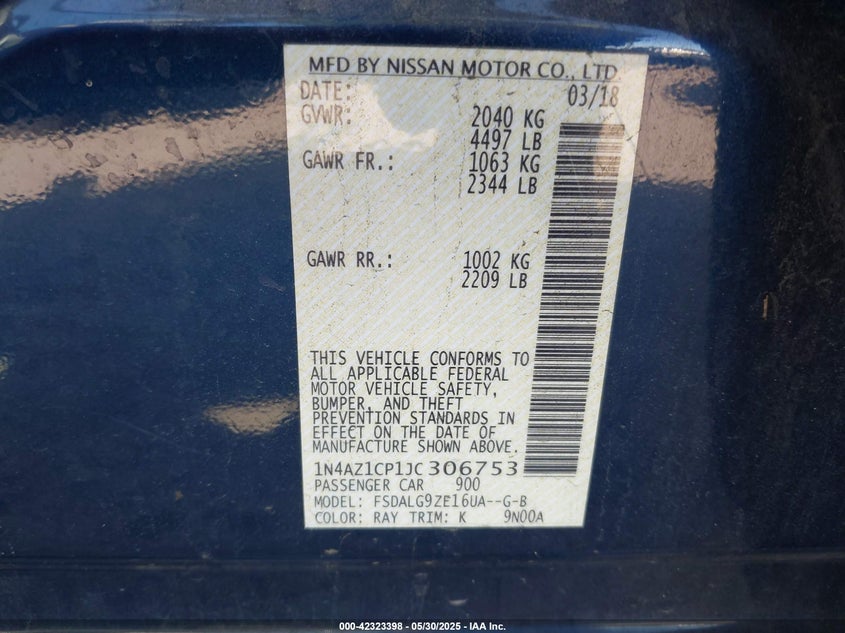 MFD BY NISSAN MOTOR CO., LTD.
DATE: 03/18
GVWR: 2040 KG
4497 LB
GAWR FR.: 1063 KG
2344 LB
GAWR RR.: 1002 KG
2209 LB
THIS VEHICLE CONFORMS TO
ALL APPLICABLE FEDERAL
MOTOR VEHICLE SAFETY,
BUMPER, AND THEFT
PREVENTION STANDARDS IN
EFFECT ON THE DATE OF
MANUFACTURE SHOWN ABOVE.
1N4AZ1CP1JC306753
PASSENGER CAR 900
MODEL: FSDALG9ZE16UA--G-B
COLOR: RAY TRIM: K 9N00A
000-42323398 - 05/30/2025 - IAA Inc.